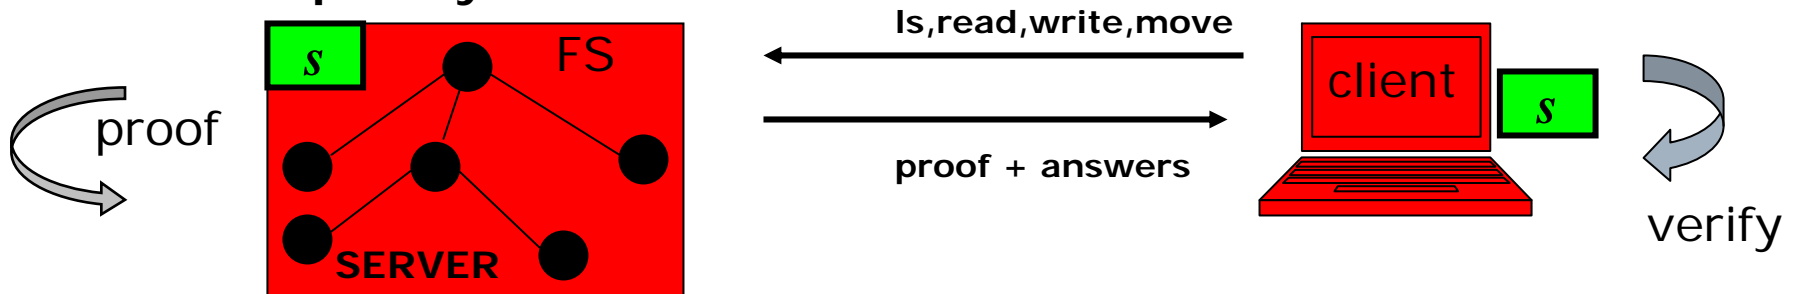 s
FS
ls,read,write,move
client
s
proof
proof + answers
verify
SERVER